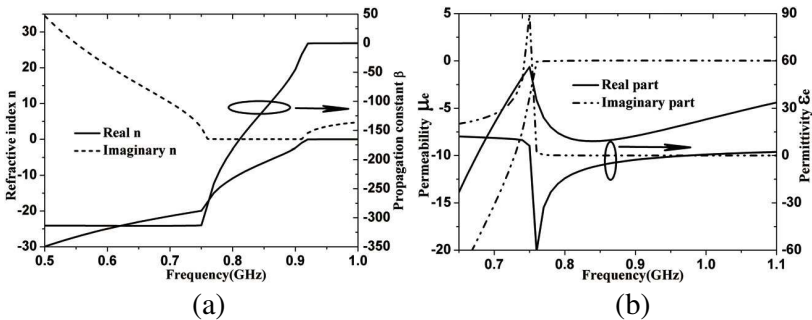 30
20
10
0
-10
-20
-30
Refractive index n
Real n
Imaginary n
0.5 0.6 0.7 0.8 0.9 1.0
Frequency(GHz)
50
0
-50
-100
-150
-200
-250
-300
-350
Propagation constant β
(a)
5
0
-5
-10
-15
-20
Permeability μe
Real part
Imaginary part
0.7 0.8 0.9 1.0 1.1
Frequency(GHz)
90
60
30
0
-30
-60
Permittivity εe
(b)